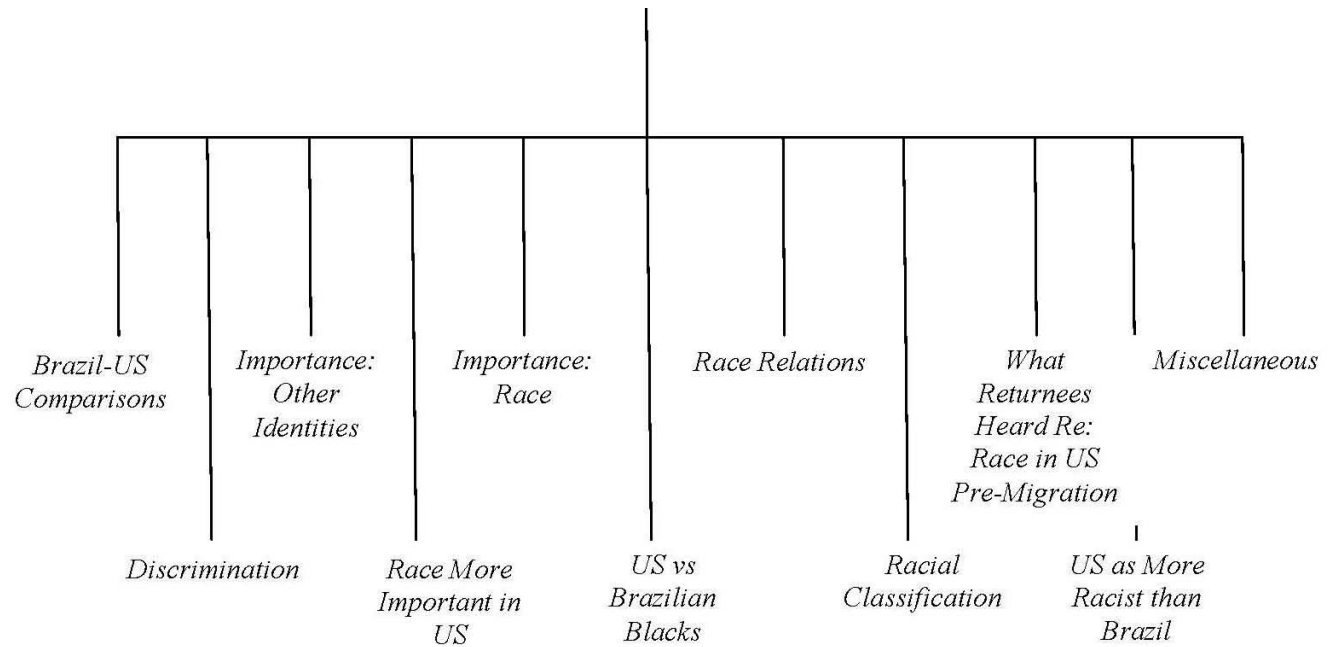 Brazil-US
Comparisons
Importance:
Other
Identities
Importance:
Race
Race Relations
What
Returnees
Heard Re:
Race in US
Pre-Migration
Miscellaneous
Discrimination
Race More
Important in
US
US vs
Brazilian
Blacks
Racial
Classification
US as More
Racist than
Brazil